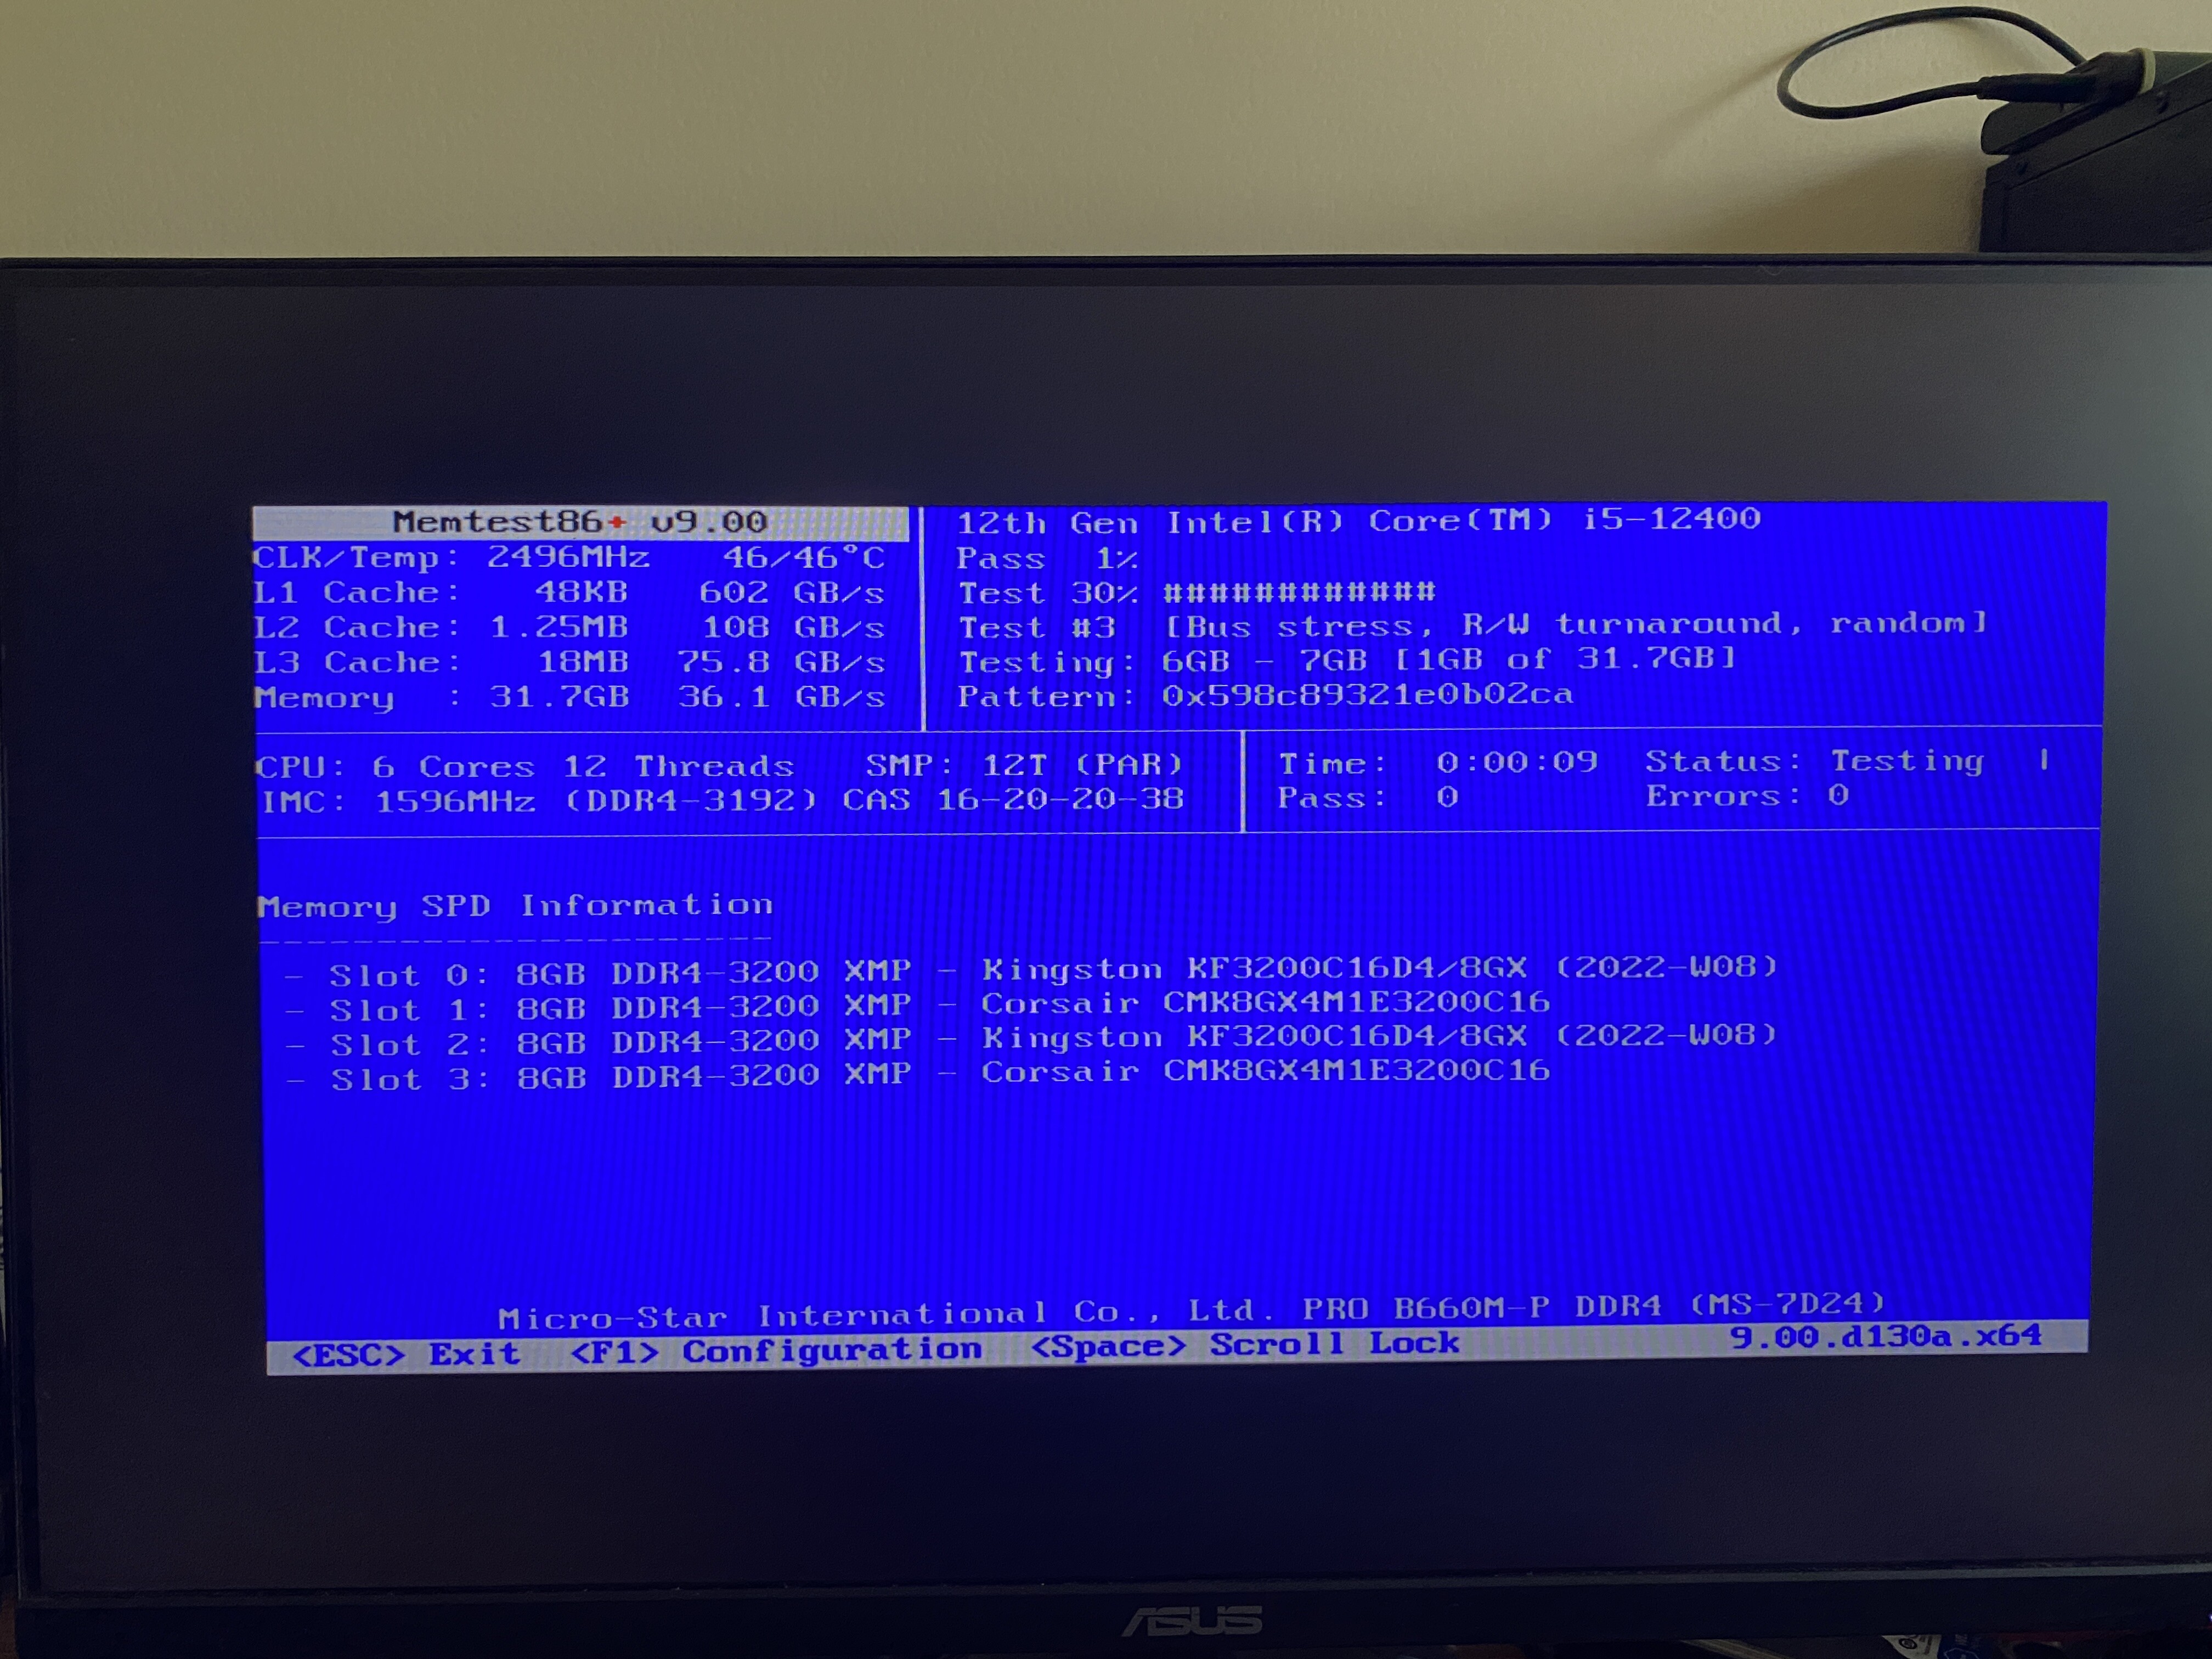 Memtest86+ v9.00
12th Gen Intel(R) Core(TM) i5-12400
CLK/Temp: 2496MHz 46/46°C
Pass 1%
L1 Cache: 48KB 602 GB/s
Test 30% ############
L2 Cache: 1.25MB 108 GB/s
Test #3 [Bus stress, R/W turnaround, random]
L3 Cache: 18MB 75.8 GB/s
Testing: 6GB - 7GB [1GB of 31.7GB]
Memory : 31.7GB 36.1 GB/s
Pattern: 0x598c89321e0b02ca
CPU: 6 Cores 12 Threads SMP: 12T (PAR)
Time: 0:00:09 Status: Testing |
IMC: 1596MHz (DDR4-3192) CAS 16-20-20-38
Pass: 0 Errors: 0
Memory SPD Information
----------------------
- Slot 0: 8GB DDR4-3200 XMP - Kingston KF3200C16D4/8GX (2022-W08)
- Slot 1: 8GB DDR4-3200 XMP - Corsair CMK8GX4M1E3200C16
- Slot 2: 8GB DDR4-3200 XMP - Kingston KF3200C16D4/8GX (2022-W08)
- Slot 3: 8GB DDR4-3200 XMP - Corsair CMK8GX4M1E3200C16
Micro-Star International Co., Ltd. PRO B660M-P DDR4 (MS-7D24)
<ESC> Exit <F1> Configuration <Space> Scroll Lock 9.00.d130a.x64
ASUS